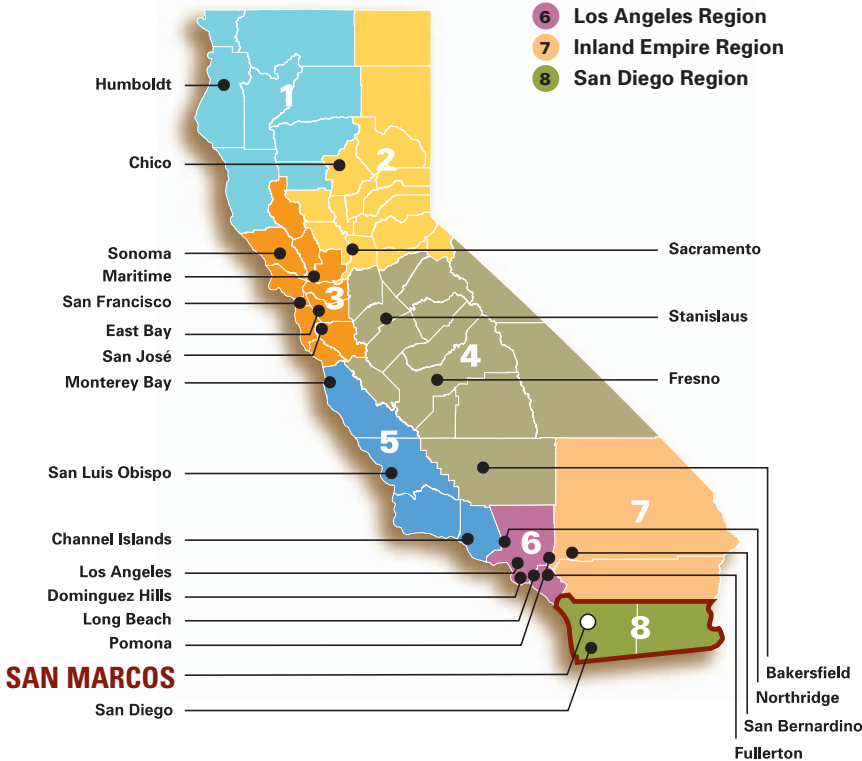 6 Los Angeles Region
7 Inland Empire Region
8 San Diego Region
Humboldt
1
Chico
2
Sonoma
Sacramento
Maritime
San Francisco
3
East Bay
Stanislaus
San José
4
Monterey Bay
Fresno
5
San Luis Obispo
7
Channel Islands
6
Los Angeles
Dominguez Hills
Long Beach
8
Pomona
SAN MARCOS
Bakersfield
Northridge
San Diego
San Bernardino
Fullerton